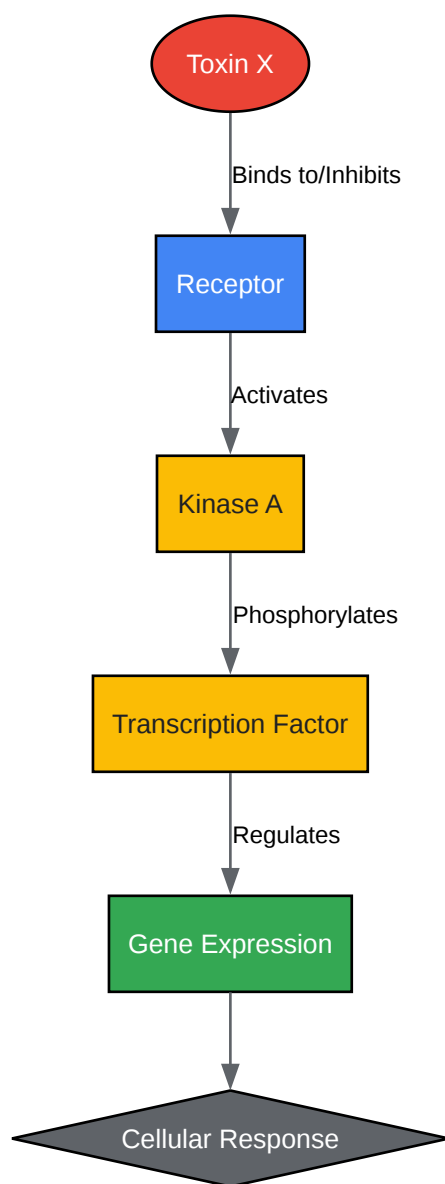 Toxin X
Binds to/Inhibits
Receptor
Activates
Kinase A
Phosphorylates
Transcription Factor
Regulates
Gene Expression
Cellular Response